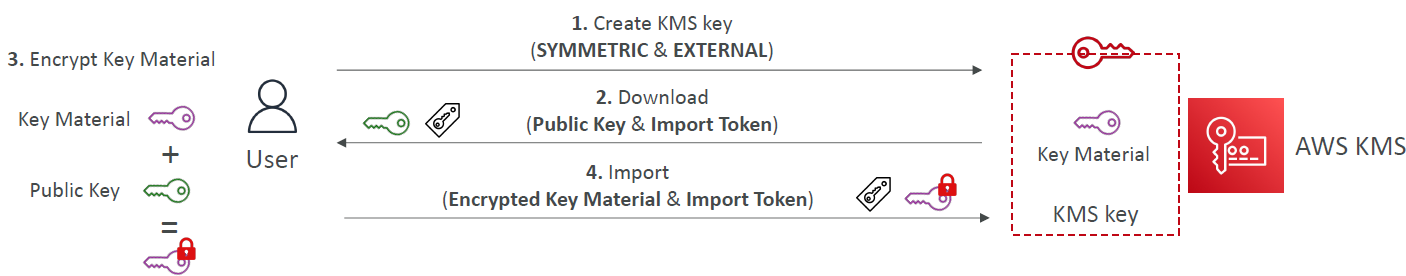 1. Create KMS key
(SYMMETRIC & EXTERNAL)
3. Encrypt Key Material
2. Download
(Public Key & Import Token)
Key Material
+
User
Public Key
=
4. Import
(Encrypted Key Material & Import Token)
Key Material
KMS key
AWS KMS